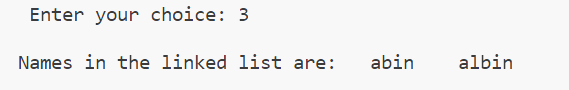 Enter your choice: 3
Names in the linked list are:   abin    albin